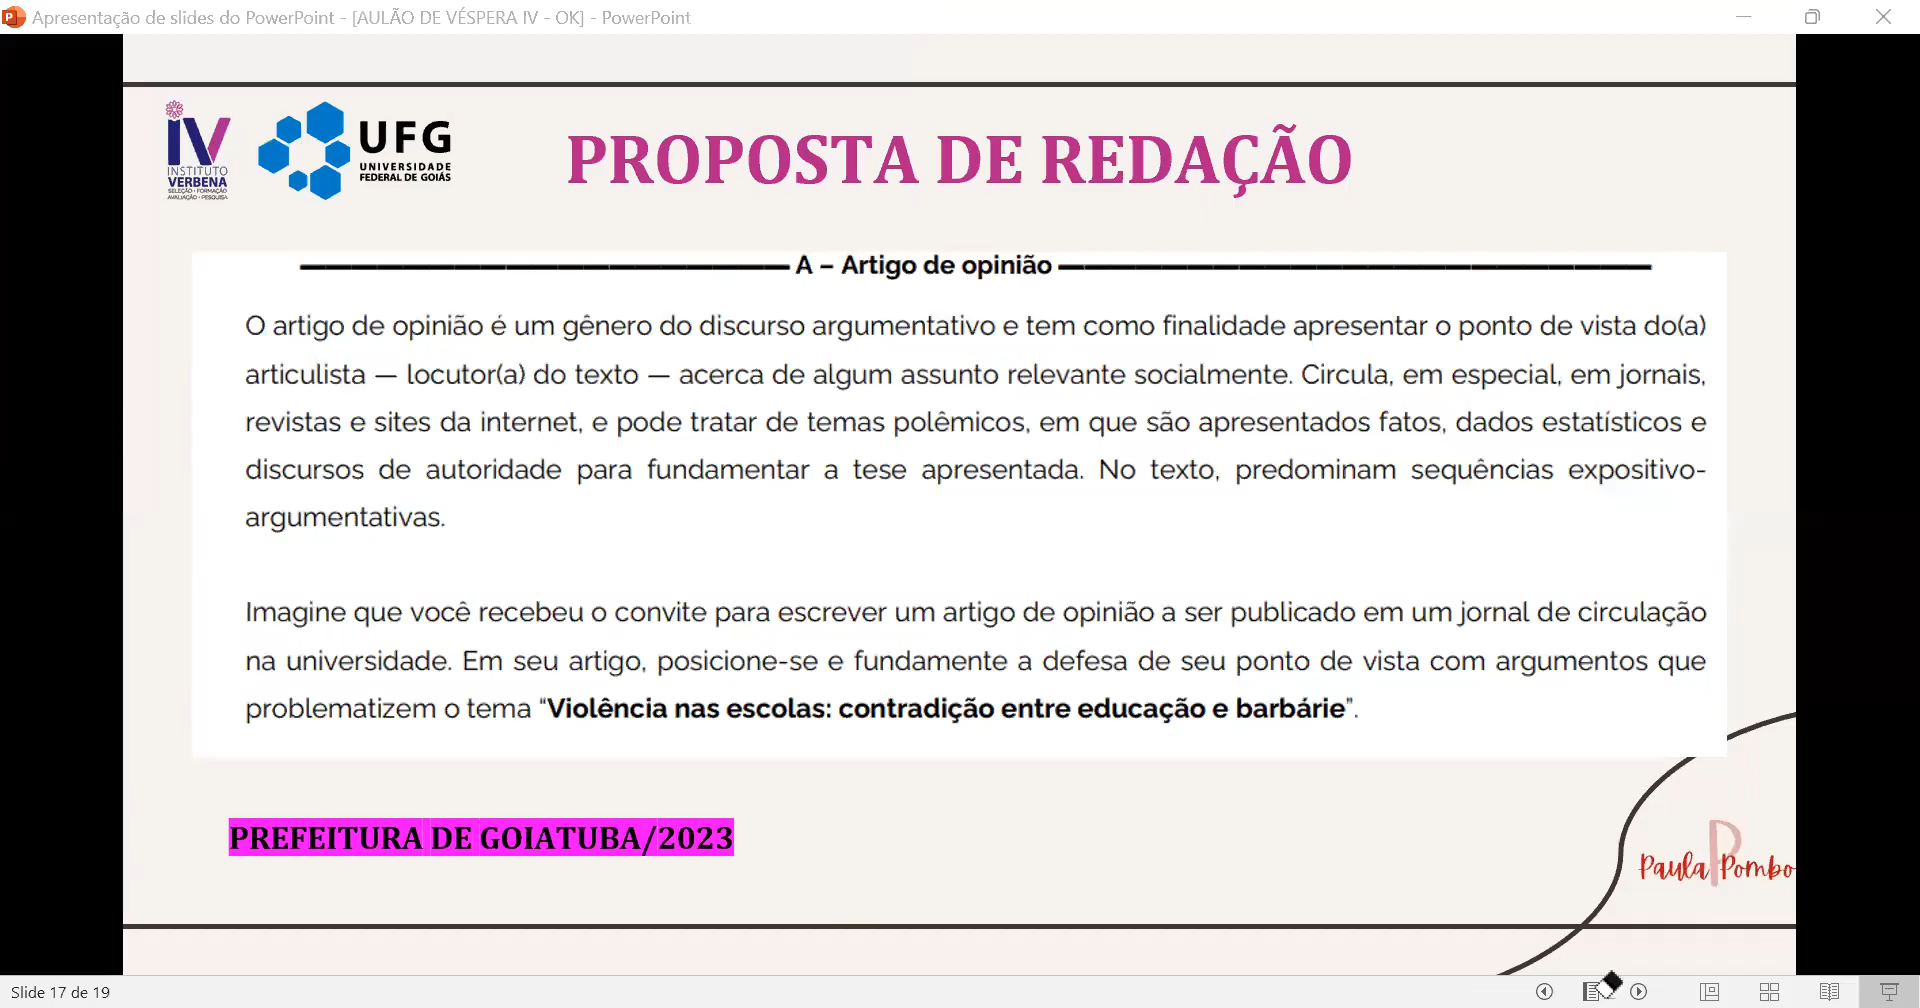 Apresentação de slides do PowerPoint - [AULÃO DE VÉSPERA IV - OK] - PowerPoint
IV
INSTITUTO
VERBENA
SELEÇÃO • FORMAÇÃO
AVALIAÇÃO • PESQUISA
UFG
UNIVERSIDADE
FEDERAL DE GOIÁS
PROPOSTA DE REDAÇÃO
A – Artigo de opinião
O artigo de opinião é um gênero do discurso argumentativo e tem como finalidade apresentar o ponto de vista do(a)
articulista — locutor(a) do texto — acerca de algum assunto relevante socialmente. Circula, em especial, em jornais,
revistas e sites da internet, e pode tratar de temas polêmicos, em que são apresentados fatos, dados estatísticos e
discursos de autoridade para fundamentar a tese apresentada. No texto, predominam sequências expositivo-
argumentativas.
Imagine que você recebeu o convite para escrever um artigo de opinião a ser publicado em um jornal de circulação
na universidade. Em seu artigo, posicione-se e fundamente a defesa de seu ponto de vista com argumentos que
problematizem o tema “Violência nas escolas: contradição entre educação e barbárie”.
PREFEITURA DE GOIATUBA/2023
P
Paula Pombo
Slide 17 de 19